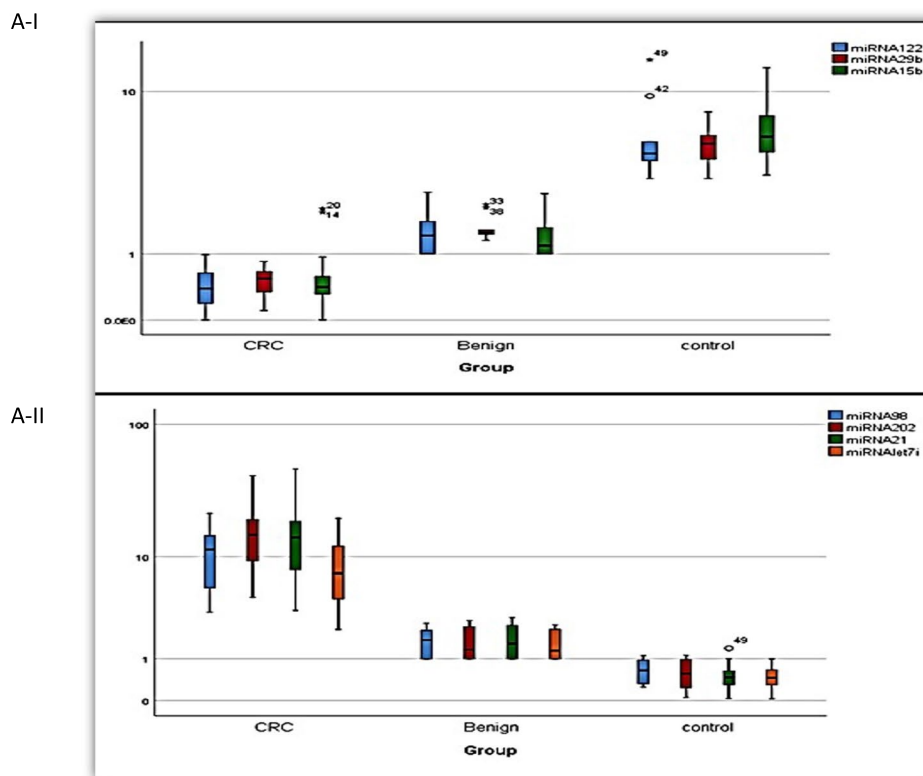 A-I
miRNA122
miRNA29b
miRNA15b
49
10
42
20
14
33
38
1
0.0E0
CRC Benign control
Group
A-II
miRNA98
miRNA202
miRNA21
miRNAlet7i
100
10
49
1
0
CRC Benign control
Group